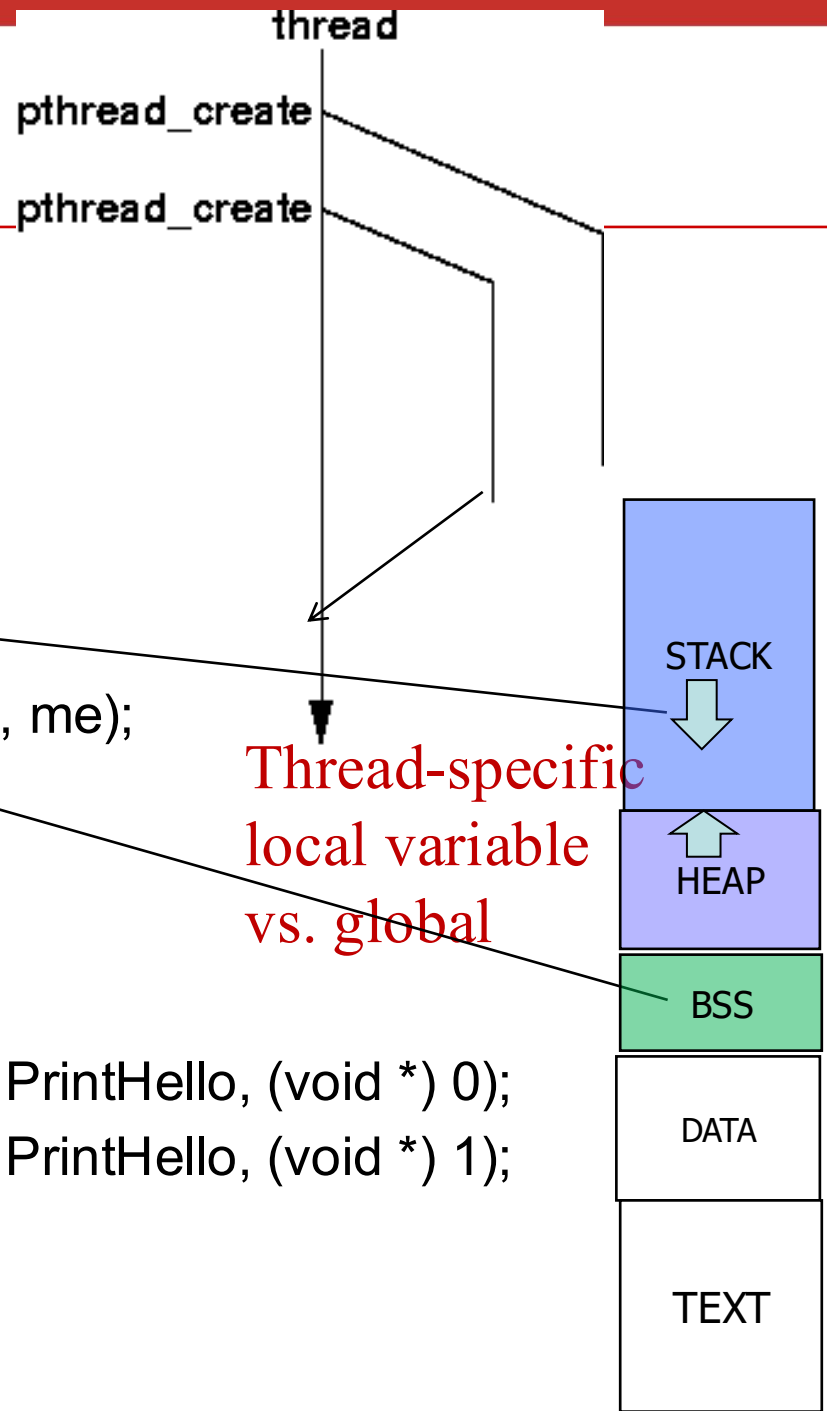 thread
pthread_create
pthread_create
STACK
, me);
Thread-specific
local variable
vs. global
HEAP
BSS
PrintHello, (void *) 0);
PrintHello, (void *) 1);
DATA
TEXT